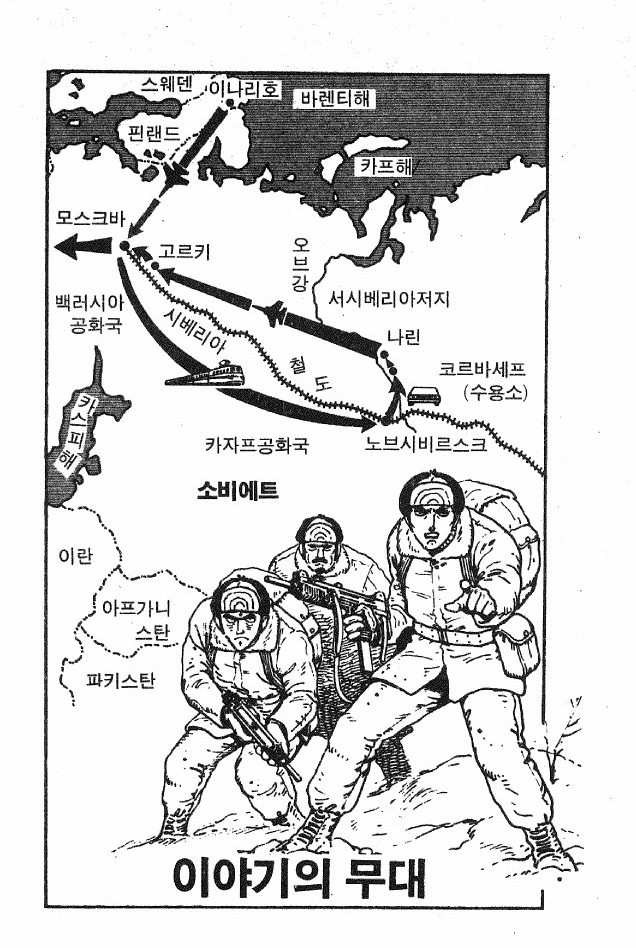 스웨덴
이나리호
바렌티해
핀랜드
카프해
모스크바
고르키
오브강
백러시아
공화국
서시베리아저지
시베리아
철도
나린
코르바세프
(수용소)
카스피해
카자프공화국
노브시비르스크
소비에트
이란
아프가니
스탄
파키스탄
이야기의 무대